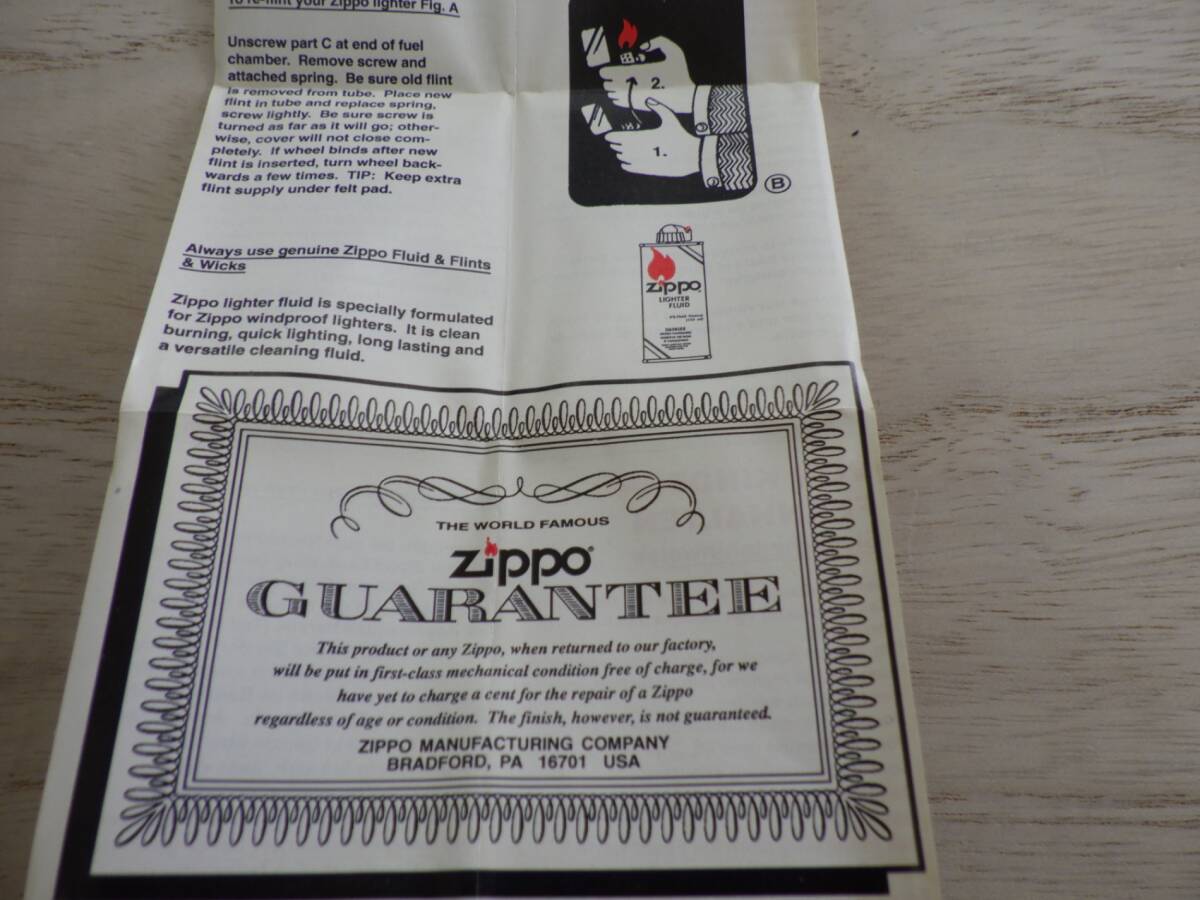 To re-flint your Zippo lighter Fig. A
Unscrew part C at end of fuel
chamber. Remove screw and
attached spring. Be sure old flint
is removed from tube. Place new
flint in tube and replace spring,
screw lightly. Be sure screw is
turned as far as it will go; other-
wise, cover will not close com-
pletely. If wheel binds after new
flint is inserted, turn wheel back-
wards a few times. TIP: Keep extra
flint supply under felt pad.
2.
1.
B
Always use genuine Zippo Fluid & Flints
& Wicks
Zippo lighter fluid is specially formulated
for Zippo windproof lighters. It is clean
burning, quick lighting, long lasting and
a versatile cleaning fluid.
zippo
LIGHTER
FLUID
DANGER
THE WORLD FAMOUS
zippo®
GUARANTEE
This product or any Zippo, when returned to our factory,
will be put in first-class mechanical condition free of charge, for we
have yet to charge a cent for the repair of a Zippo
regardless of age or condition. The finish, however, is not guaranteed.
ZIPPO MANUFACTURING COMPANY
BRADFORD, PA 16701 USA